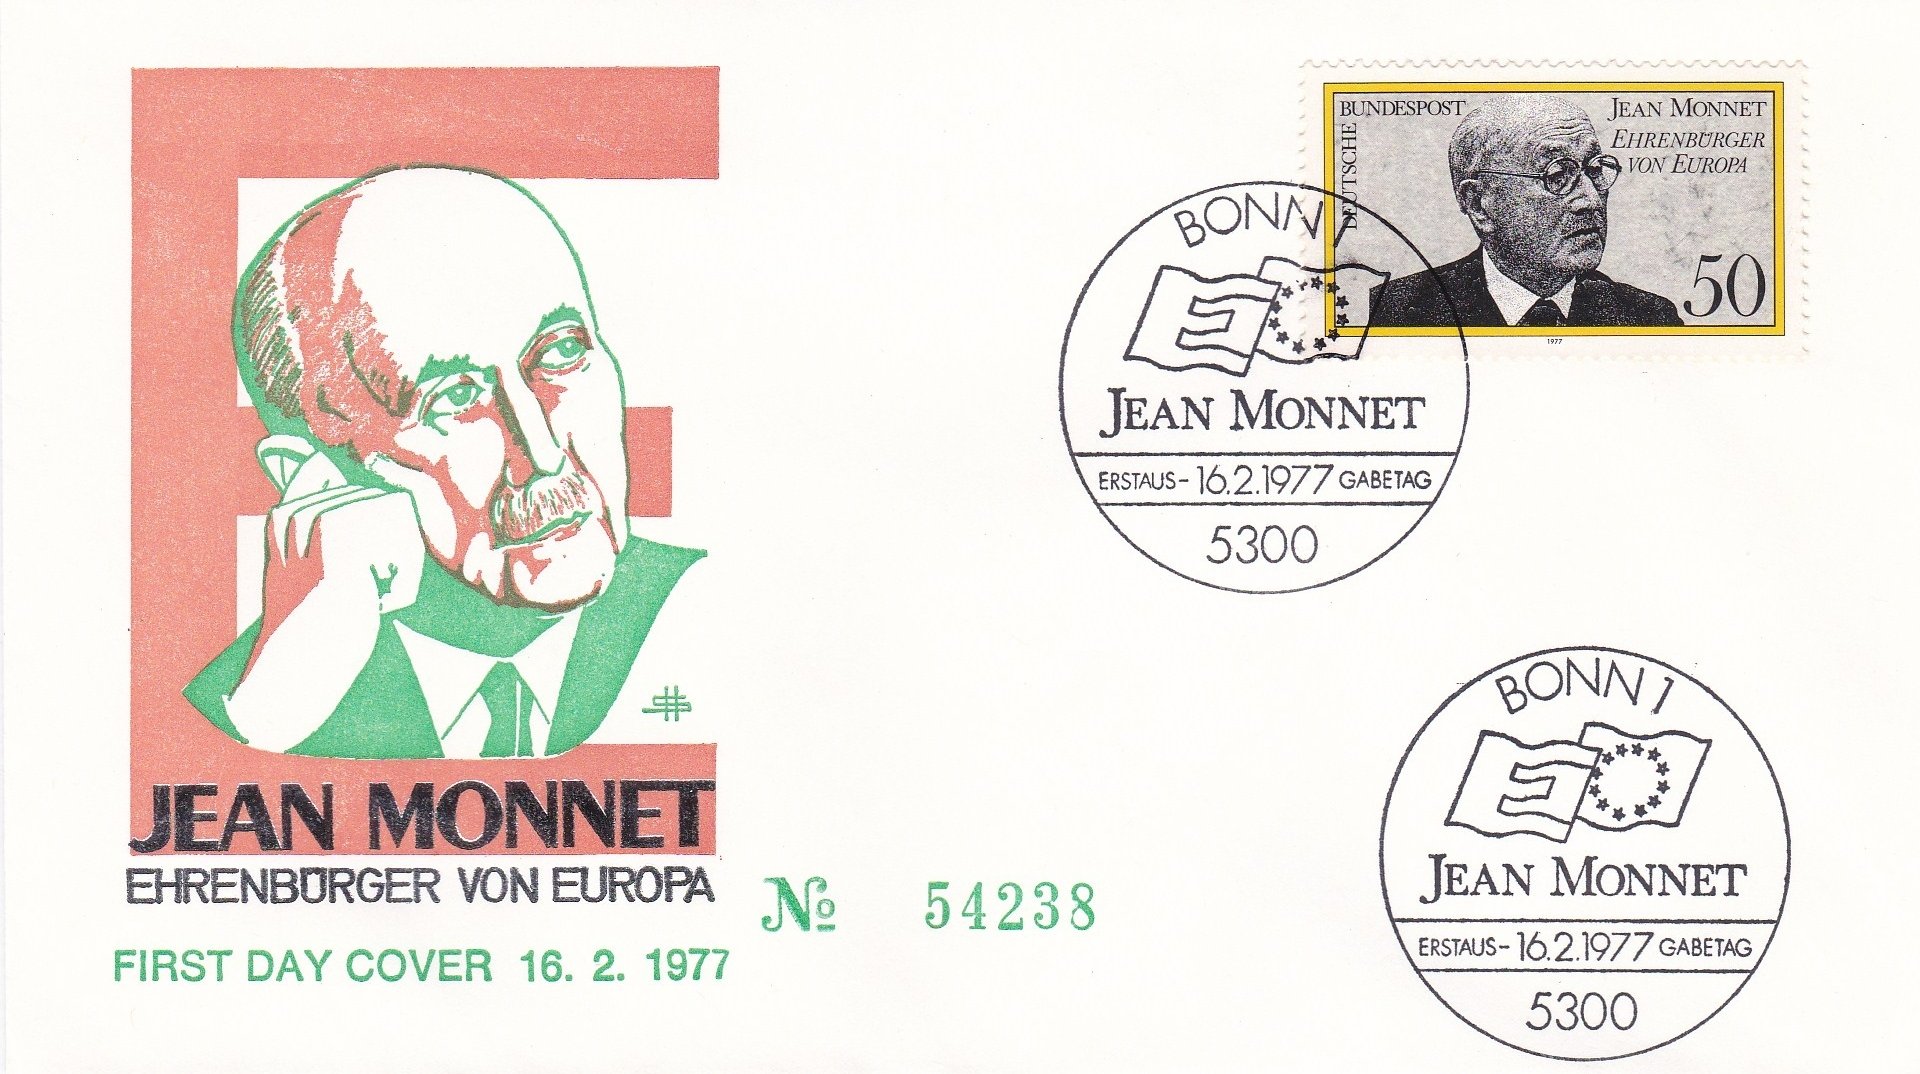 JEAN MONNET
EHRENBÜRGER VON EUROPA
FIRST DAY COVER 16. 2. 1977
№ 54238
DEUTSCHE BUNDESPOST
JEAN MONNET
EHRENBÜRGER
VON EUROPA
50
1977
BONN 1
E
JEAN MONNET
ERSTAUS- 16.2.1977 GABETAG
5300
BONN 1
E
JEAN MONNET
ERSTAUS- 16.2.1977 GABETAG
5300